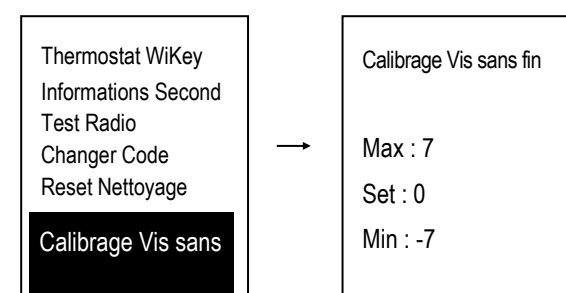 Thermostat WiKey
Informations Second
Test Radio
Changer Code
Reset Nettoyage
Calibrage Vis sans
Calibrage Vis sans fin
Max : 7
Set : 0
Min : -7